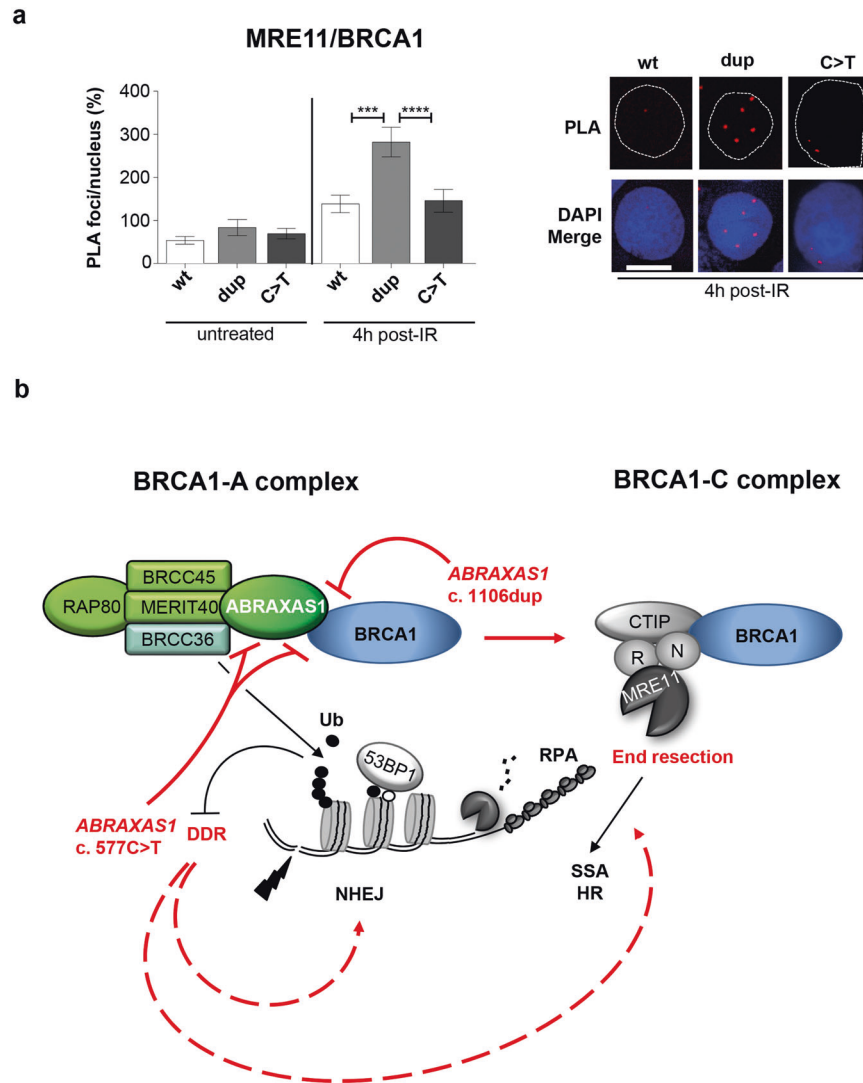 a
MRE11/BRCA1
PLA foci/nucleus (%)
400
300
200
100
0
***
****
wt
dup
C>T
wt
dup
C>T
untreated
4h post-IR
wt
dup
C>T
PLA
DAPI
Merge
4h post-IR
b
BRCA1-A complex
BRCA1-C complex
RAP80
BRCC45
MERIT40
BRCC36
ABRAXAS1
BRCA1
ABRAXAS1
c. 1106dup
CTIP
R
N
MRE11
BRCA1
Ub
53BP1
RPA
End resection
ABRAXAS1
c. 577C>T
DDR
NHEJ
SSA
HR